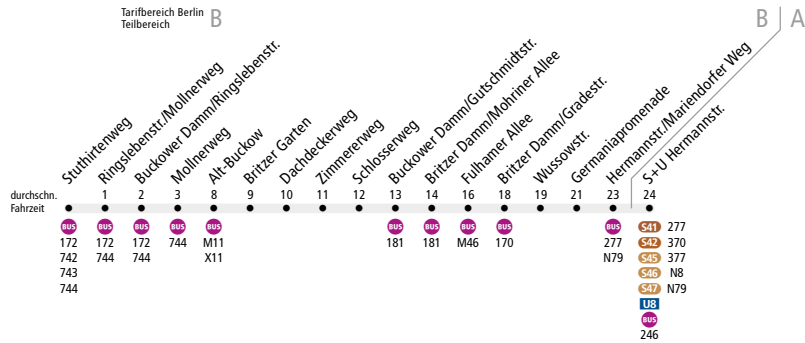 Tarifbereich Berlin B
Teilbereich
B A
Stuthirtenweg
Ringslebenstr./Mollnerweg
Buckower Damm/Ringslebenstr.
Mollnerweg
Alt-Buckow
Britzer Garten
Dachdeckerweg
Zimmererweg
Schlosserweg
Buckower Damm/Gutschmidtstr.
Britzer Damm/Mohriner Allee
Fulhamer Allee
Britzer Damm/Gradestr.
Wussowstr.
Germaniapromenade
Hermannstr./Mariendorfer Weg
S+U Hermannstr.
durchschn. 1 2 3 8 9 10 11 12 13 14 16 18 19 21 23 24
Fahrzeit
BUS BUS BUS BUS BUS BUS BUS BUS BUS BUS S41 277
172 172 172 744 M11 181 181 M46 170 277 S42 370
742 744 744 X11 N79 S45 377
743 S46 N8
744 S47 N79
U8
BUS
246